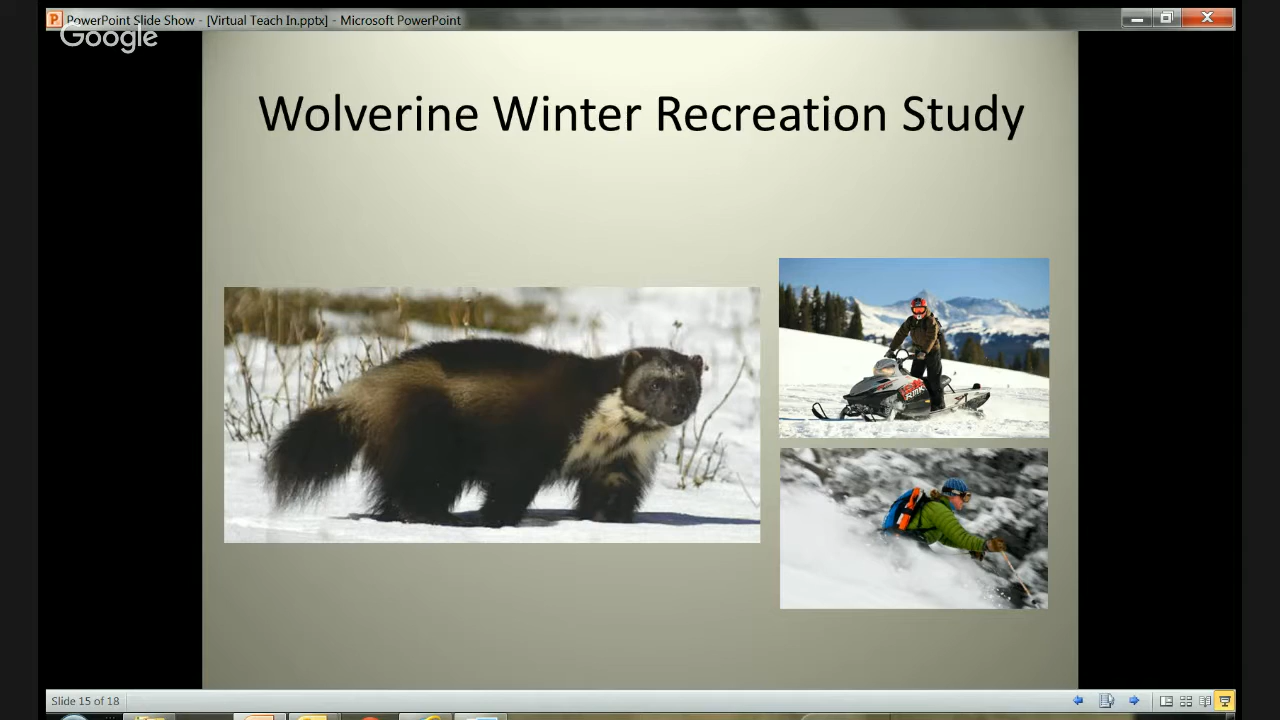 PowerPoint Slide Show - [Virtual Teach In.pptx] - Microsoft PowerPoint
Google
Wolverine Winter Recreation Study
Slide 15 of 18